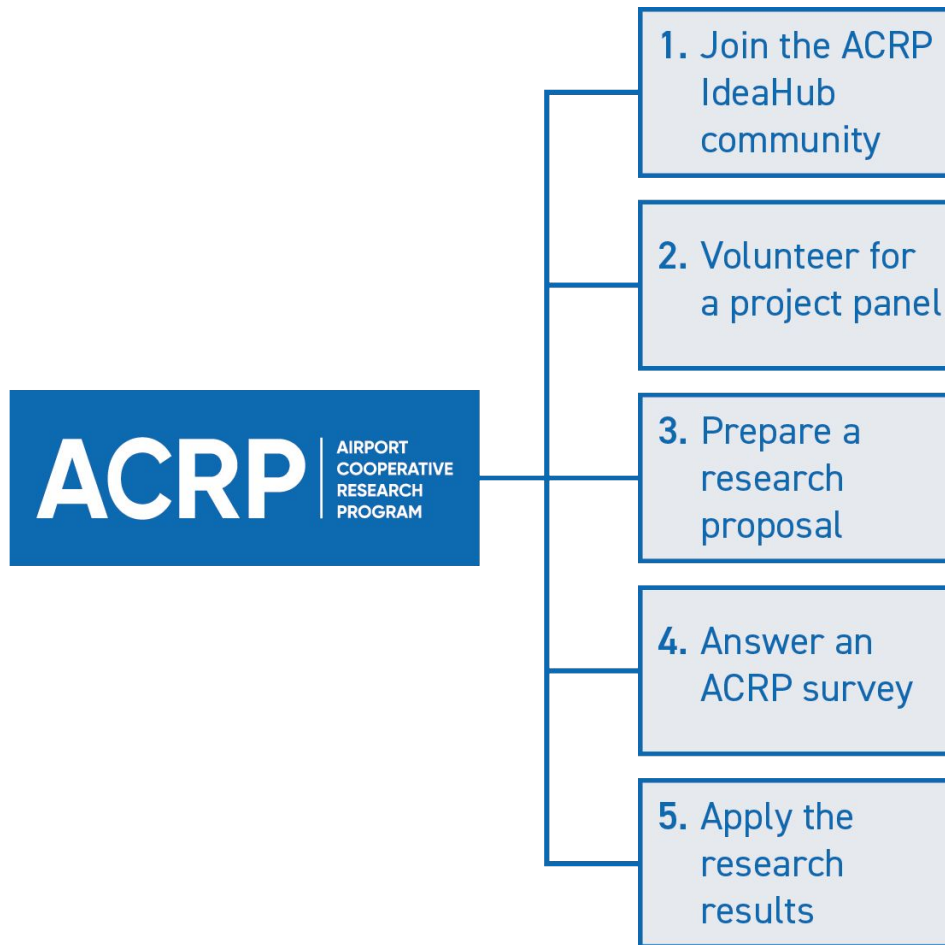 1. Join the ACRP
IdeaHub
community
2. Volunteer for
a project panel
ACRP
AIRPORT
COOPERATIVE
RESEARCH
PROGRAM
3. Prepare a
research
proposal
4. Answer an
ACRP survey
5. Apply the
research
results